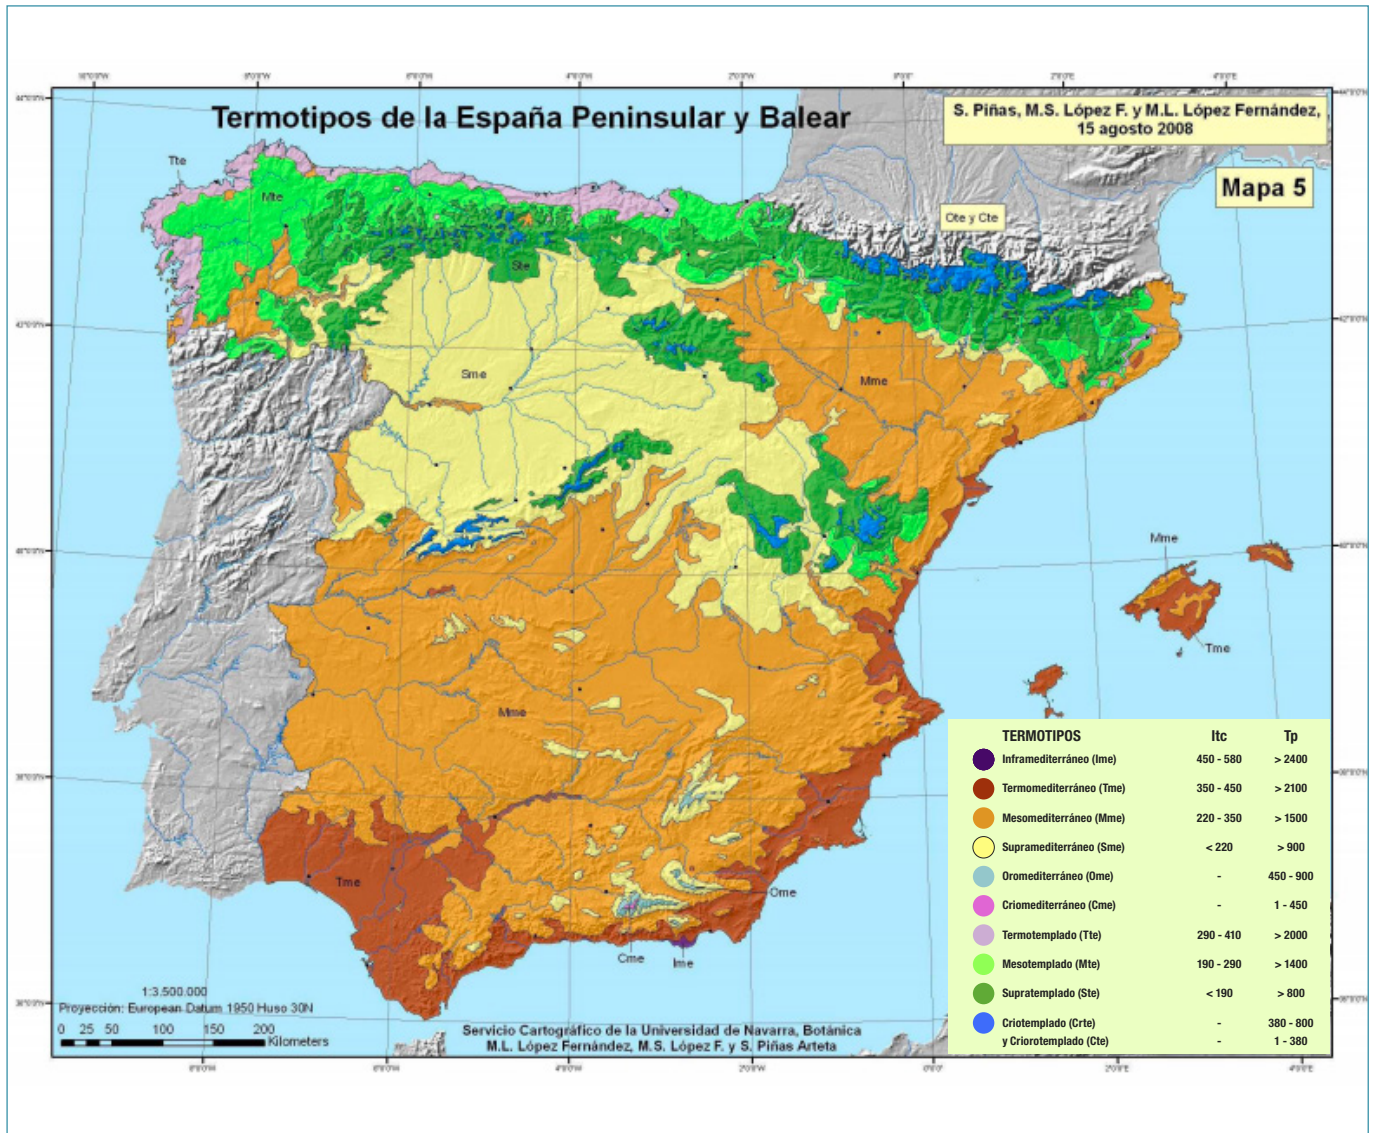 Termotipos de la España Peninsular y Balear
S. Piñas, M.S. López F. y M.L. López Fernández,
15 agosto 2008
Mapa 5
Tte
Mte
Ote y Cte
Ste
Sme
Mme
Mme
Mme
Tme
Tme
Ome
Cme
Ime
TERMOTIPOS Itc Tp
Inframediterráneo (Ime) 450 - 580 > 2400
Termomediterráneo (Tme) 350 - 450 > 2100
Mesomediterráneo (Mme) 220 - 350 > 1500
Supramediterráneo (Sme) < 220 > 900
Oromediterráneo (Ome) - 450 - 900
Criomediterráneo (Cme) - 1 - 450
Termotemplado (Tte) 290 - 410 > 2000
Mesotemplado (Mte) 190 - 290 > 1400
Supratemplado (Ste) < 190 > 800
Criotemplado (Crte) - 380 - 800
y Criorotemplado (Cte) - 1 - 380
1:3.500.000
Proyección: European Datum 1950 Huso 30N
0 25 50 100 150 200
Kilometers
Servicio Cartográfico de la Universidad de Navarra, Botánica
M.L. López Fernández, M.S. López F. y S. Piñas Arteta